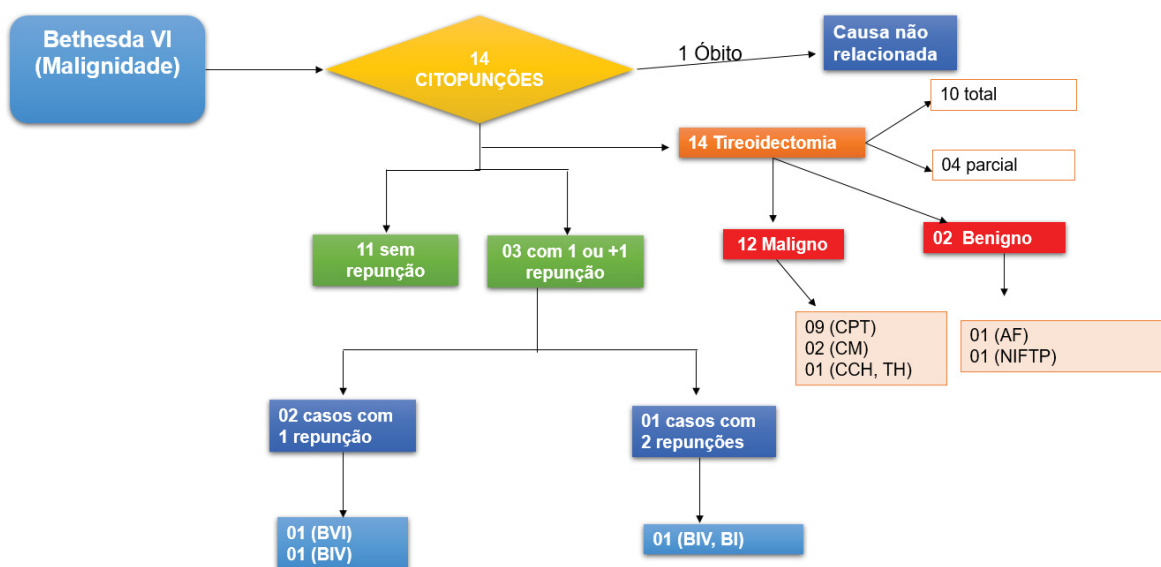 Bethesda VI
(Malignidade)
14
CITOPUNÇÕES
1 Óbito
Causa não
relacionada
10 total
14 Tireoidectomia
04 parcial
11 sem
repunção
03 com 1 ou +1
repunção
12 Maligno
02 Benigno
09 (CPT)
02 (CM)
01 (CCH, TH)
01 (AF)
01 (NIFTP)
02 casos com
1 repunção
01 casos com
2 repunções
01 (BVI)
01 (BIV)
01 (BIV, BI)